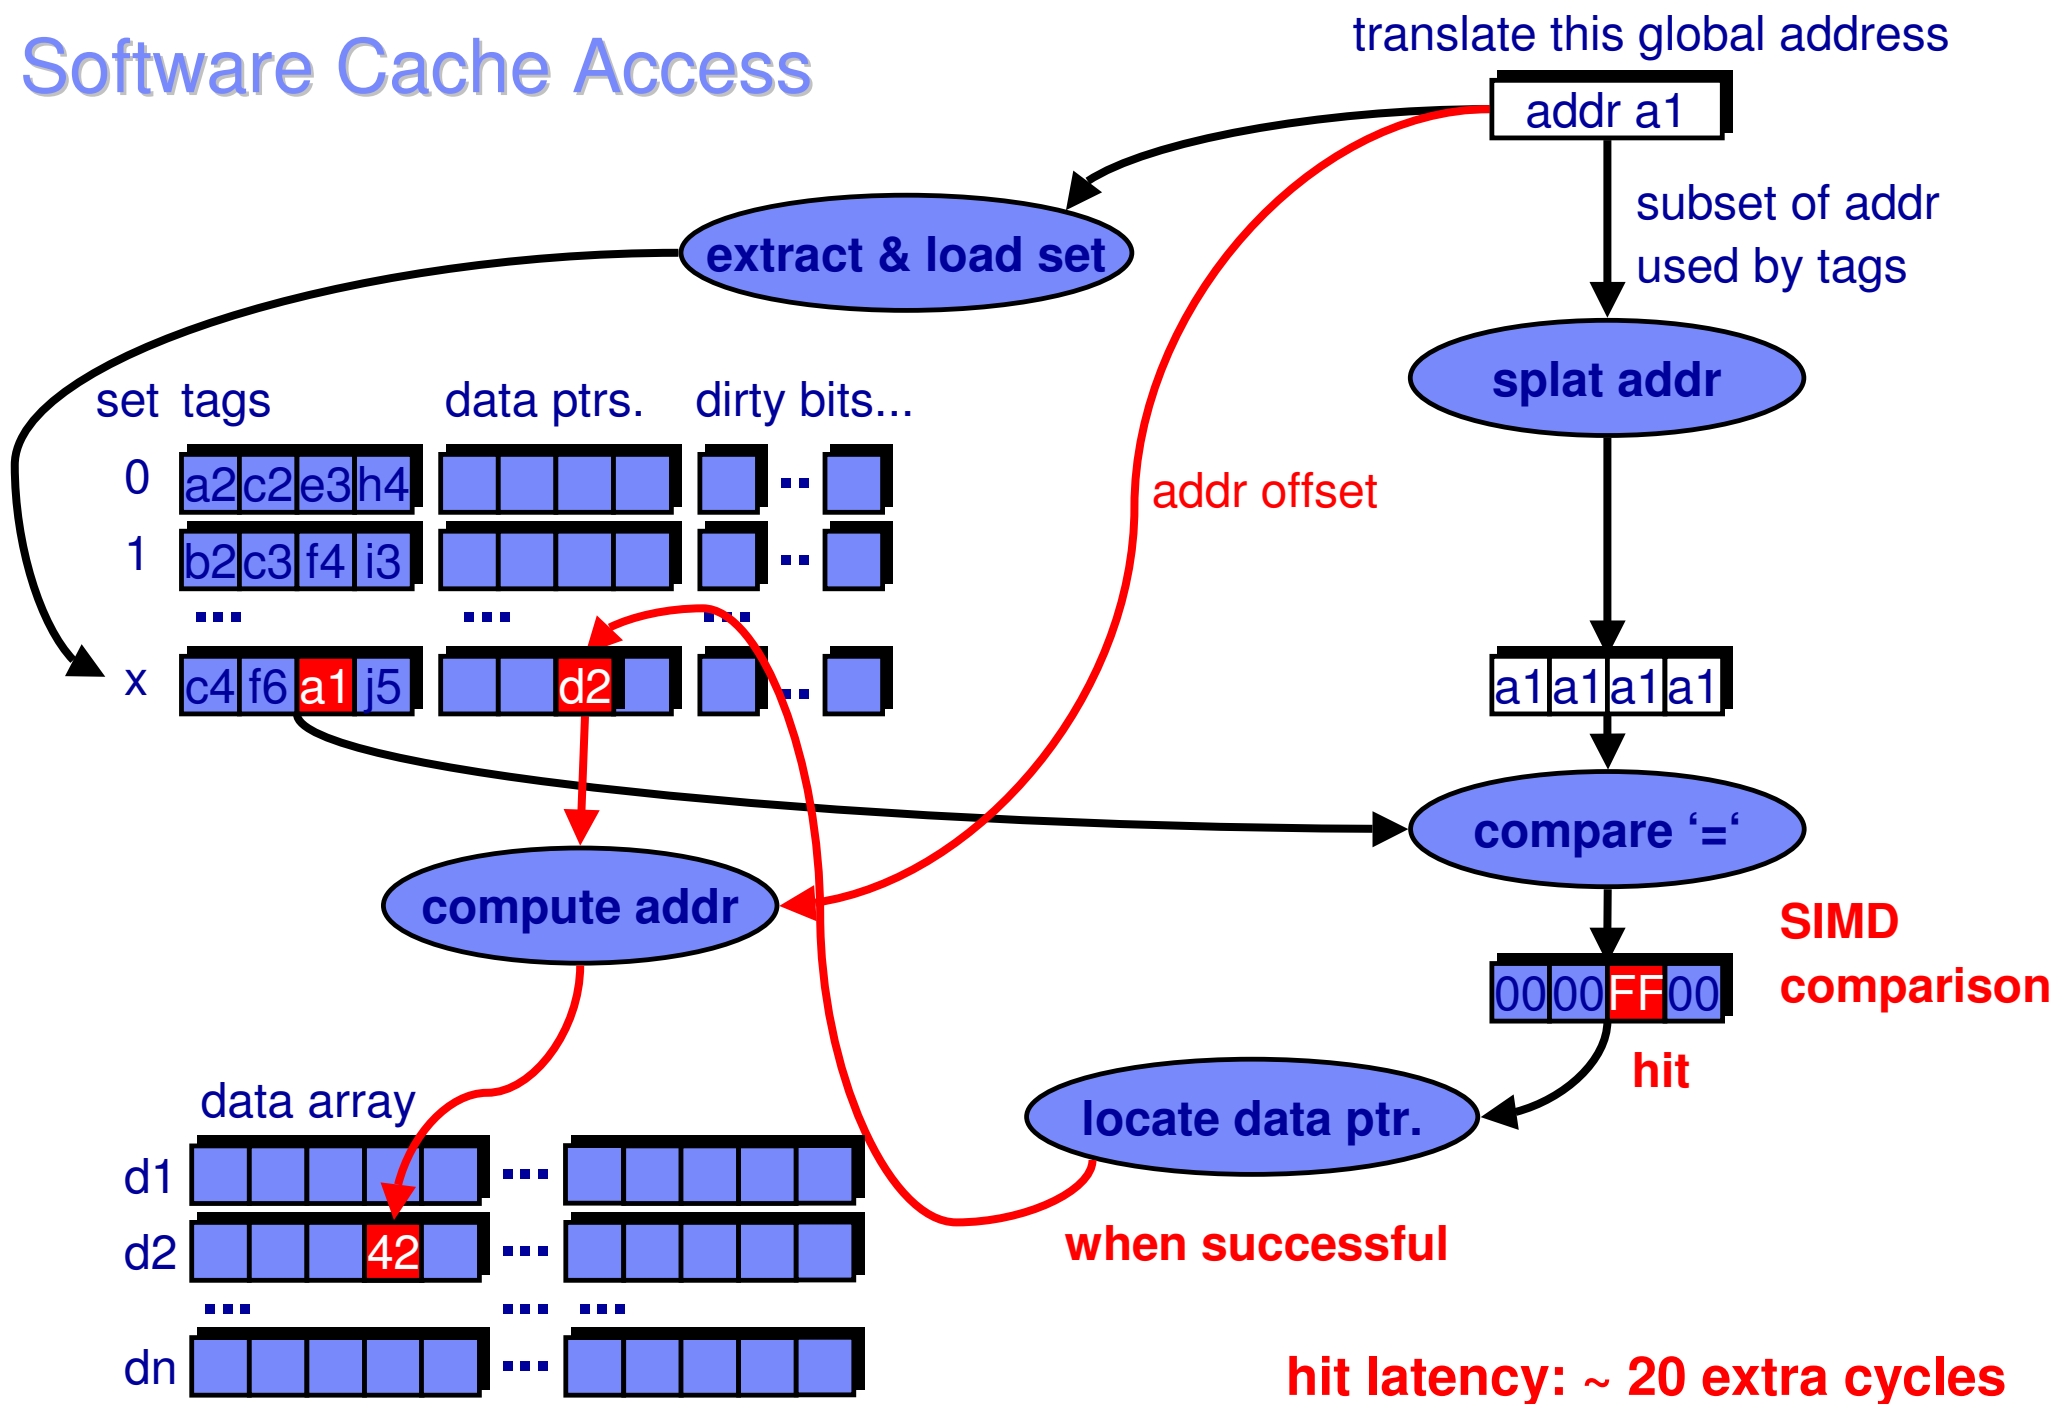 Software Cache Access
translate this global address
addr a1
subset of addr
used by tags
extract & load set
splat addr
set tags data ptrs. dirty bits...
0 a2 c2 e3 h4 ..
addr offset
1 b2 c3 f4 i3 ..
... ... ...
x c4 f6 a1 j5 d2 ..
a1 a1 a1 a1
compare ‘=‘
compute addr
SIMD
comparison
00 00 FF 00
hit
locate data ptr.
data array
d1 ...
when successful
d2 42 ...
... ... ...
dn ...
hit latency: ~ 20 extra cycles